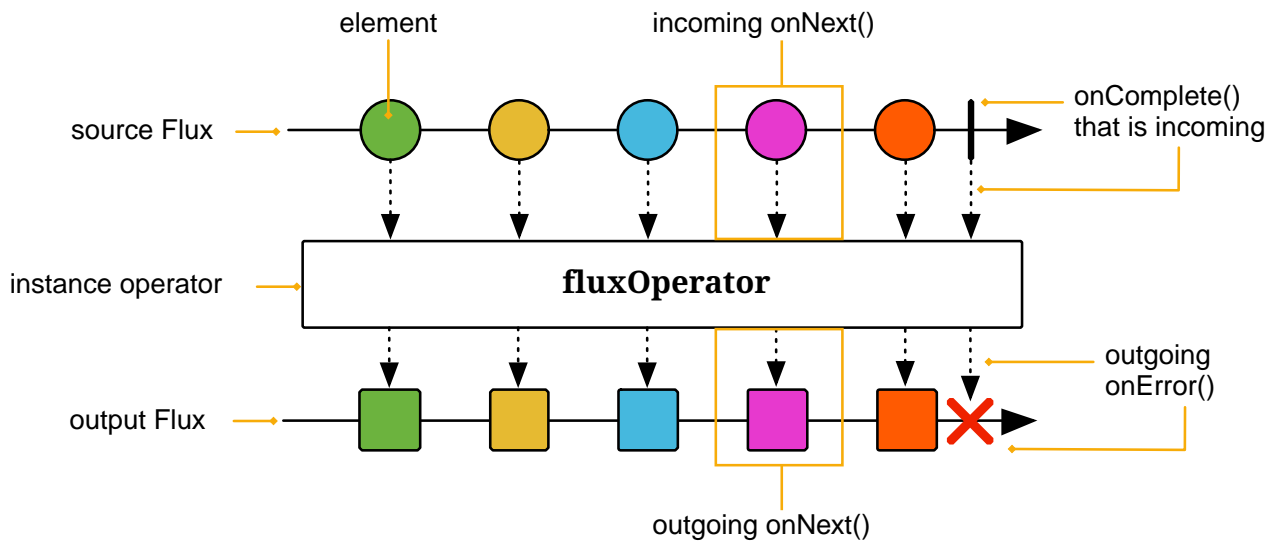 element
incoming onNext()
source Flux
onComplete()
that is incoming
instance operator
fluxOperator
outgoing
onError()
output Flux
outgoing onNext()